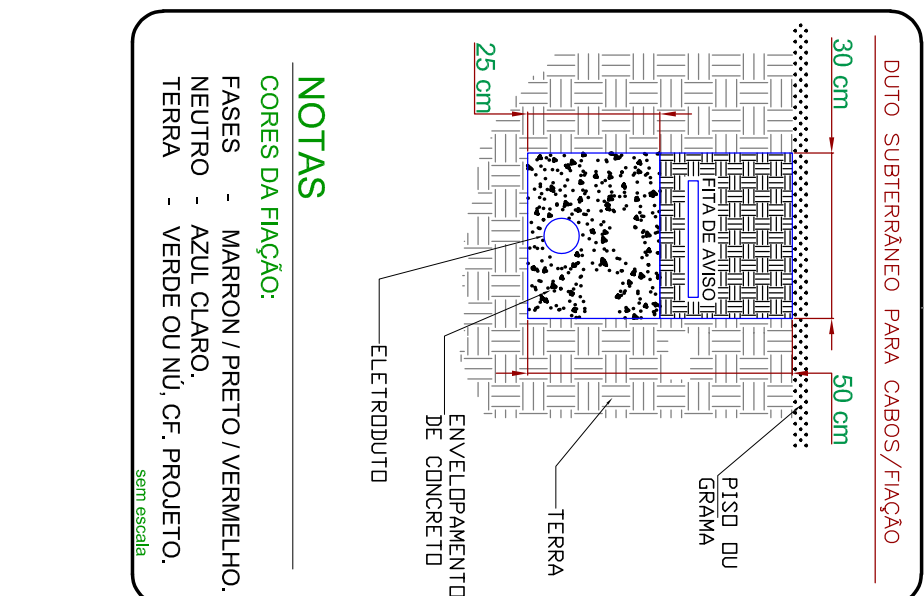 DUTO SUBTERRÂNEO PARA CABOS/FIAÇÃO
30 cm
50 cm
25 cm
FITA DE AVISO
PISO OU
GRAMA
TERRA
ENVELOPAMENTO
DE CONCRETO
ELETRODUTO
NOTAS
CORES DA FIAÇÃO:
FASES - MARRON / PRETO / VERMELHO.
NEUTRO - AZUL CLARO.
TERRA - VERDE OU NÚ, CF. PROJETO.
sem escala